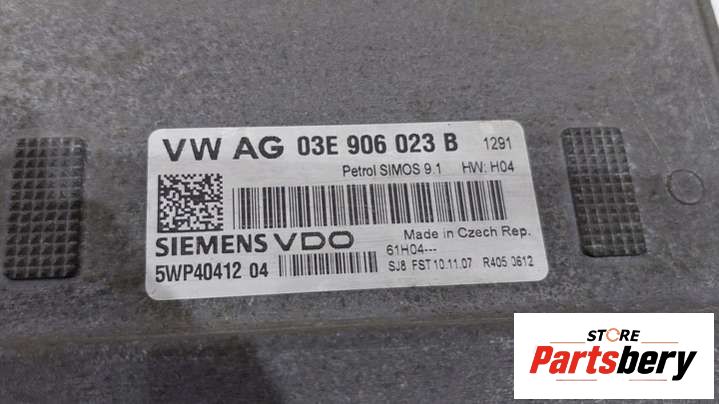 VW AG 03E 906 023 B 1291
Petrol SIMOS 9.1 HW: H04
SIEMENS VDO Made in Czech Rep.
61H04---
5WP40412 04 SJ8 FST 10.11.07 R405 0612
STORE
Partsbery